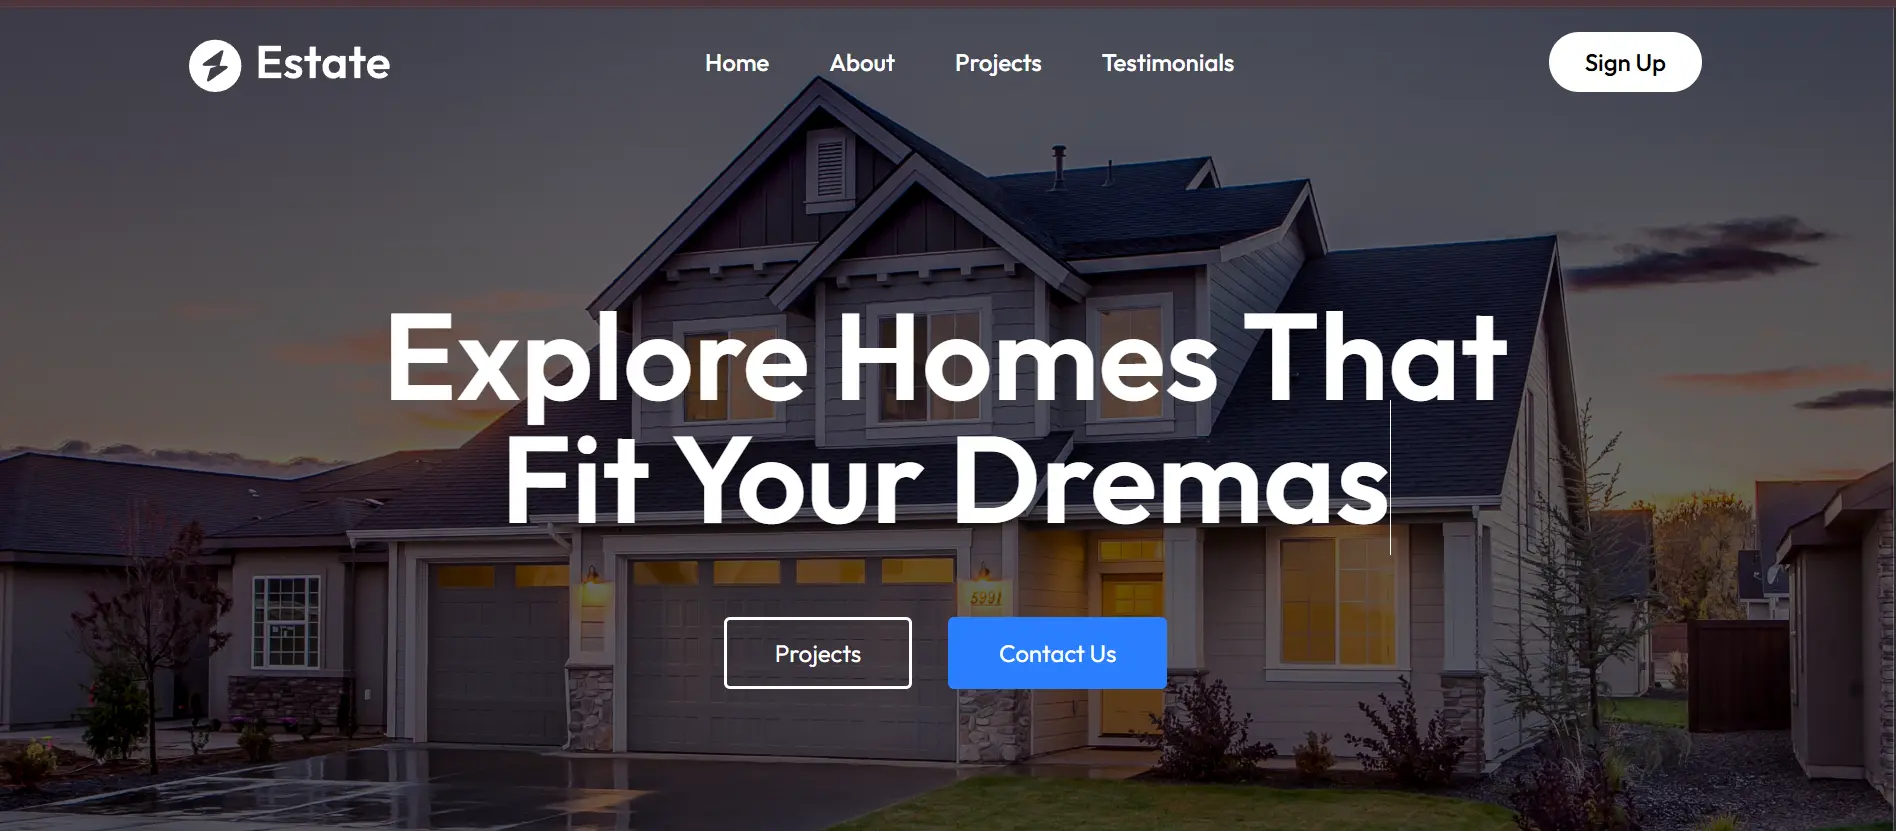 Estate
Home About Projects Testimonials
Sign Up
Explore Homes That
Fit Your Dremas
5991
Projects
Contact Us